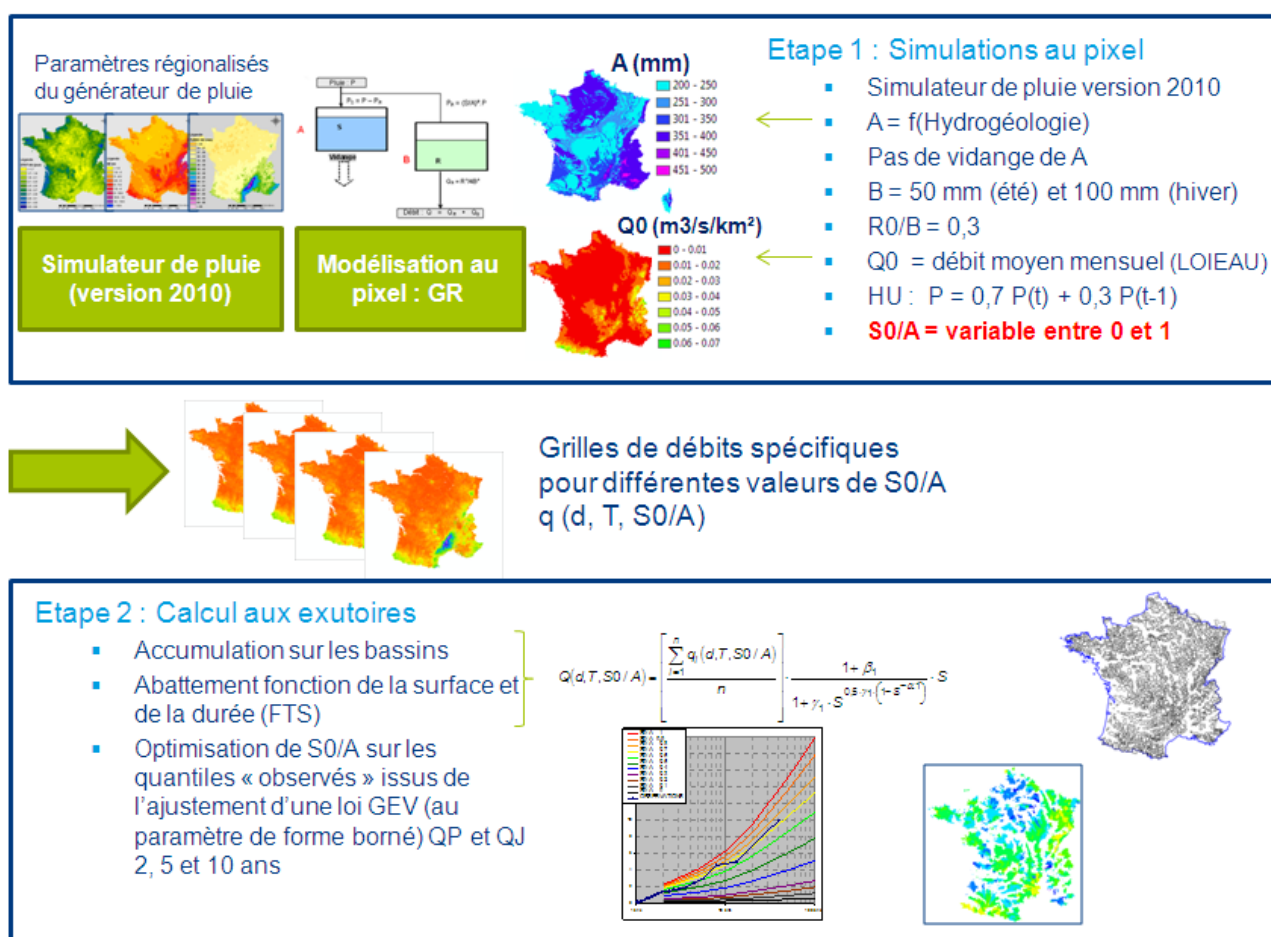 Paramètres régionalisés
du générateur de pluie
Simulateur de pluie
(version 2010)
Pluie : P
A
S
Vidange
B
R
Modélisation au
pixel : GR
A (mm)
200 - 250
251 - 300
301 - 350
351 - 400
401 - 450
451 - 500
Q0 (m3/s/km²)
0 - 0.01
0.01 - 0.02
0.02 - 0.03
0.03 - 0.04
0.04 - 0.05
0.05 - 0.06
0.06 - 0.07
Etape 1 : Simulations au pixel
Simulateur de pluie version 2010
A = f(Hydrogéologie)
Pas de vidange de A
B = 50 mm (été) et 100 mm (hiver)
R0/B = 0,3
Q0 = débit moyen mensuel (LOIEAU)
HU : P = 0,7 P(t) + 0,3 P(t-1)
S0/A = variable entre 0 et 1
Grilles de débits spécifiques
pour différentes valeurs de S0/A
q (d, T, S0/A)
Etape 2 : Calcul aux exutoires
Accumulation sur les bassins
Abattement fonction de la surface et
de la durée (FTS)
Optimisation de S0/A sur les
quantiles « observés » issus de
l'ajustement d'une loi GEV (au
paramètre de forme borné) QP et QJ
2, 5 et 10 ans